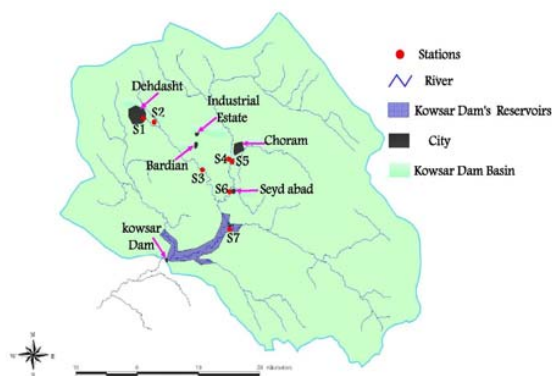 Dehdasht
S2
S1
Industrial
Estate
Bardian
Choram
S4
S5
S3
S6
Seyd abad
S7
kowsar
Dam
Stations
River
Kowsar Dam's Reservoirs
City
Kowsar Dam Basin